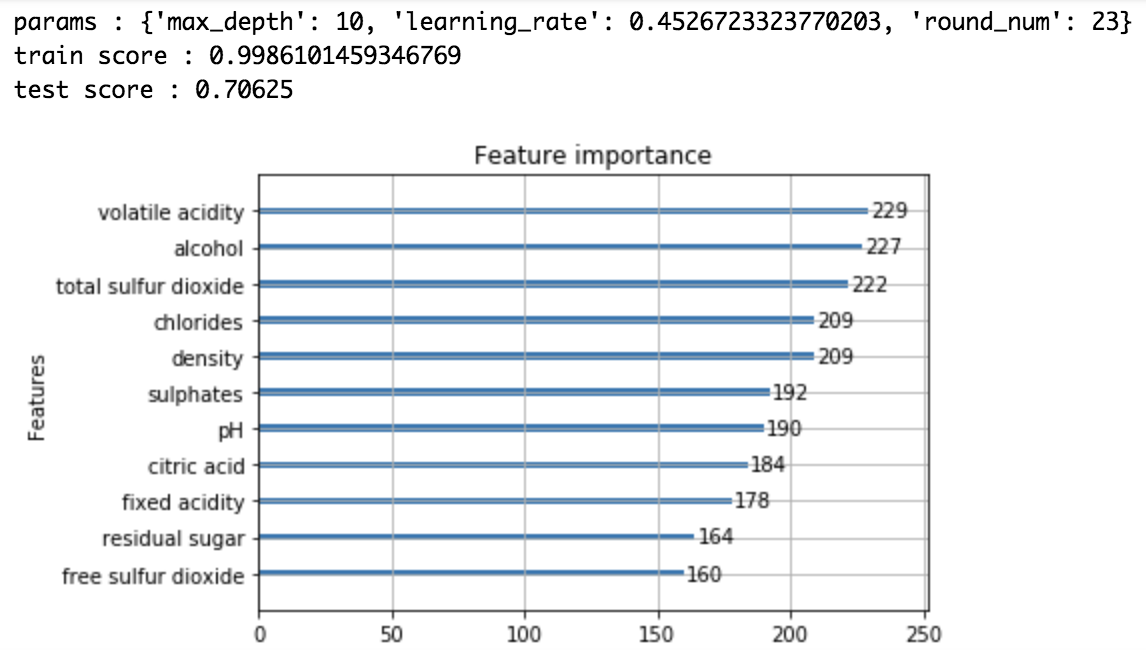 params : {'max_depth': 10, 'learning_rate': 0.4526723323770203, 'round_num': 23}
train score : 0.9986101459346769
test score : 0.70625
Feature importance
Features
volatile acidity 229
alcohol 227
total sulfur dioxide 222
chlorides 209
density 209
sulphates 192
pH 190
citric acid 184
fixed acidity 178
residual sugar 164
free sulfur dioxide 160
0 50 100 150 200 250